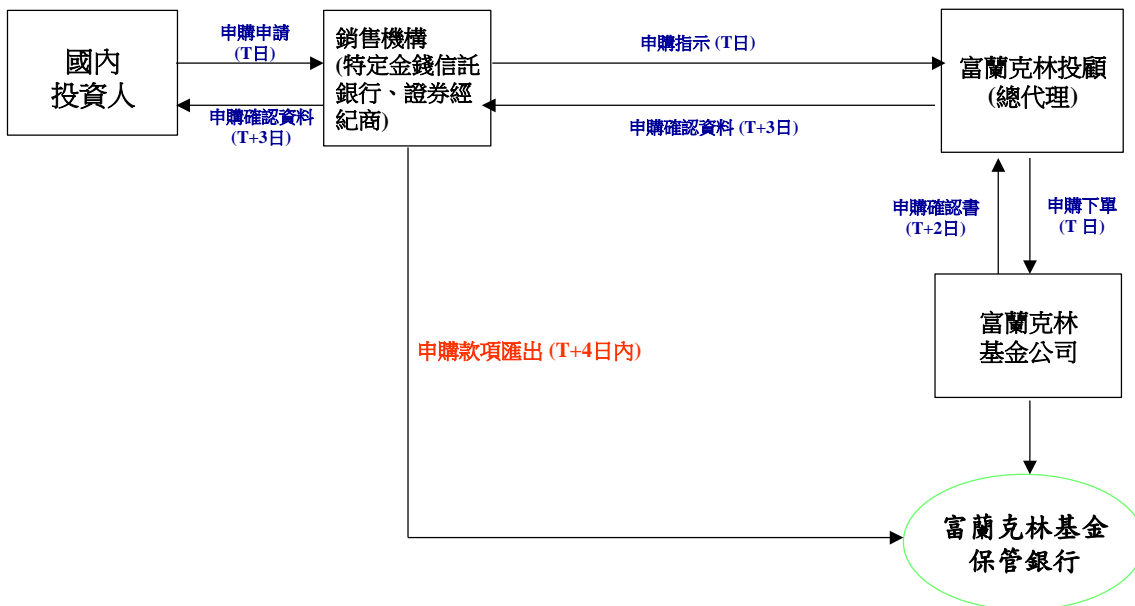 國內
投資人
申購申請
(T日)
申購確認資料
(T+3日)
銷售機構
(特定金錢信託
銀行、證券經
紀商)
申購指示 (T日)
申購確認資料 (T+3日)
富蘭克林投顧
(總代理)
申購確認書
(T+2日)
申購下單
(T 日)
富蘭克林
基金公司
申購款項匯出 (T+4日內)
富蘭克林基金
保管銀行